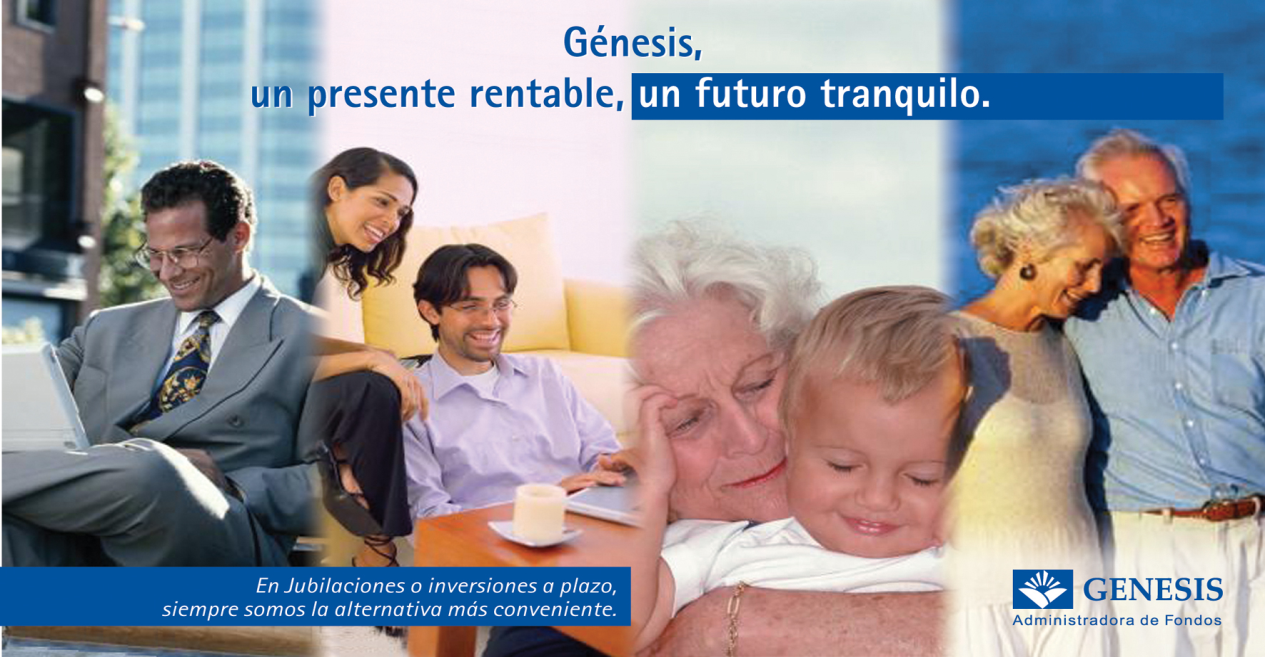 Génesis,
un presente rentable, un futuro tranquilo.
En Jubilaciones o inversiones a plazo,
siempre somos la alternativa más conveniente.
GENESIS
Administradora de Fondos